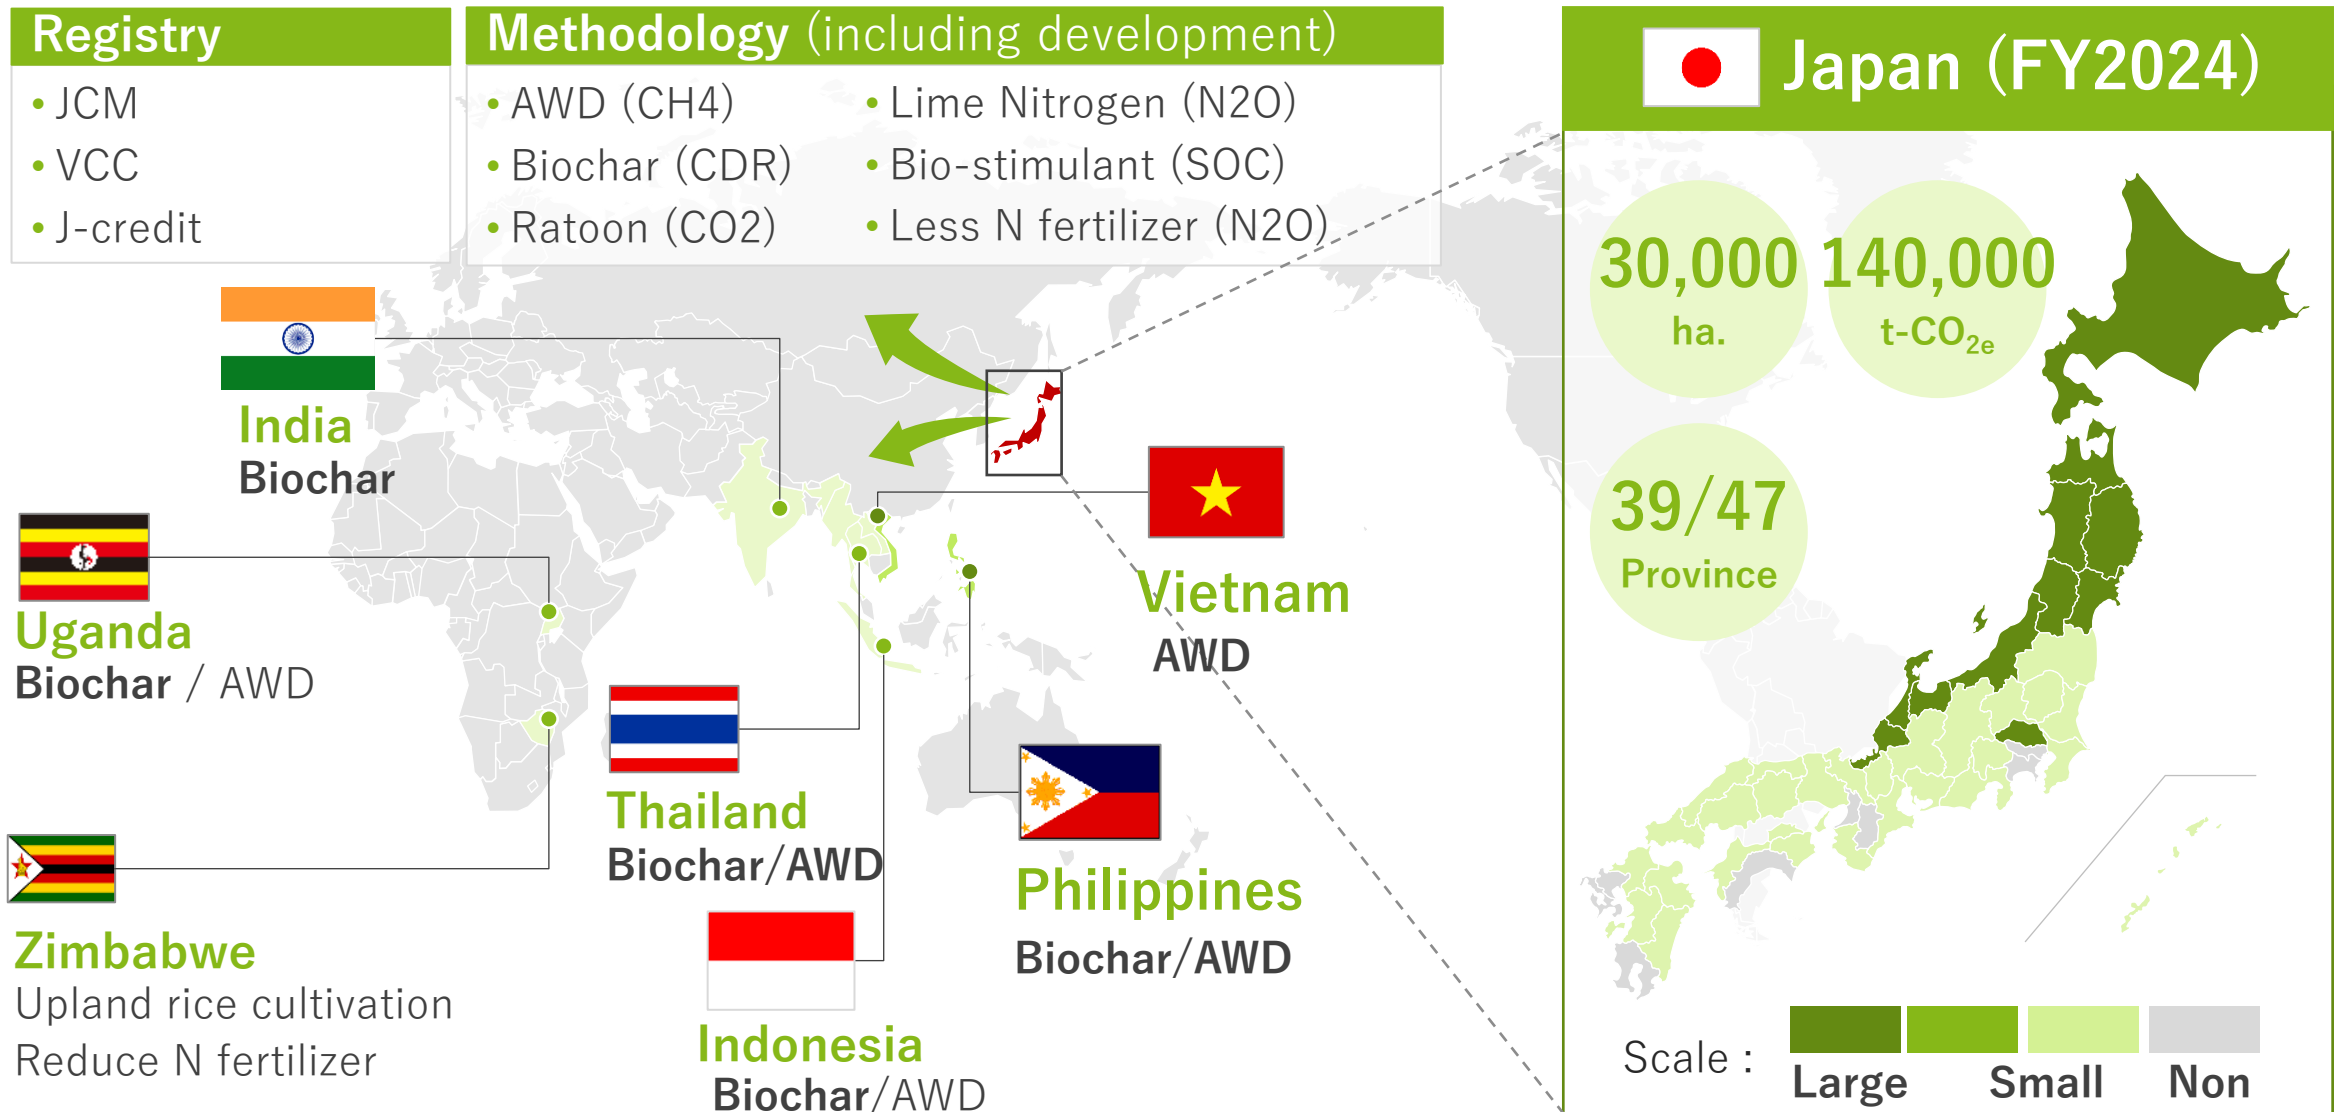 Registry
• JCM
• VCC
• J-credit
Methodology (including development)
• AWD (CH4)
• Biochar (CDR)
• Ratoon (CO2)
• Lime Nitrogen (N2O)
• Bio-stimulant (SOC)
• Less N fertilizer (N2O)
India
Biochar
Uganda
Biochar / AWD
Zimbabwe
Upland rice cultivation
Reduce N fertilizer
Thailand
Biochar/AWD
Indonesia
Biochar/AWD
Vietnam
AWD
Philippines
Biochar/AWD
Japan (FY2024)
30,000
ha.
140,000
t-CO2e
39/47
Province
Scale :
Large
Small
Non